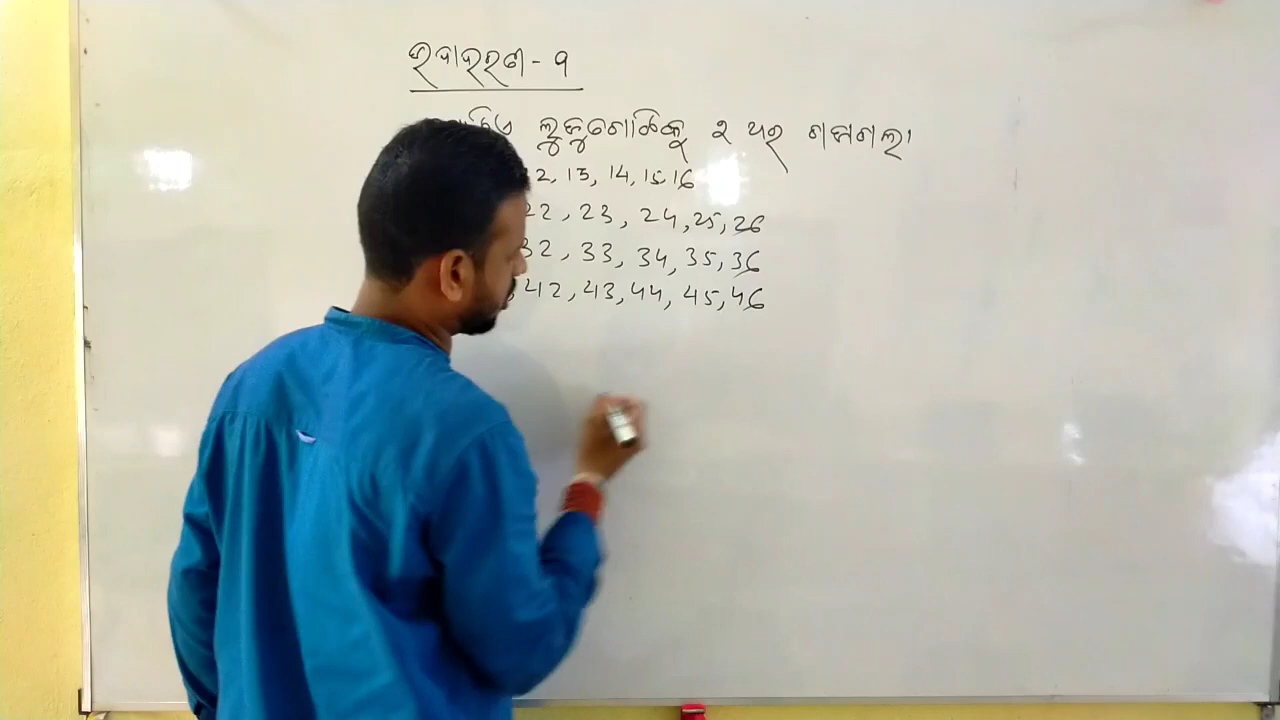 ଉଦାହରଣ - ୧
ଲୁଡୁଗୋଟିକୁ ୨ ଥର ଗଡାଗଲା
2, 13, 14, 15, 16
22, 23, 24, 25, 26
32, 33, 34, 35, 36
42, 43, 44, 45, 46